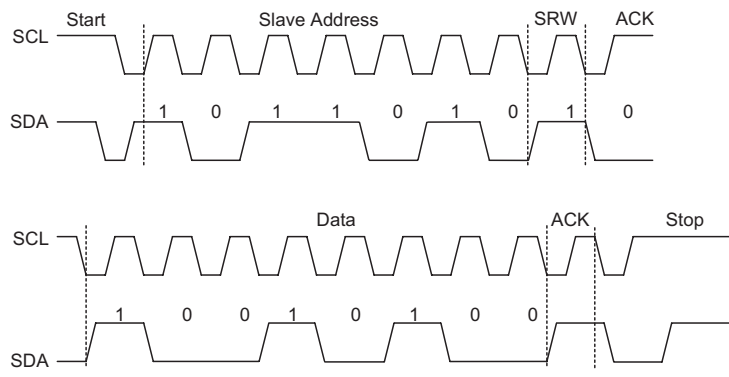 Start Slave Address SRW ACK
SCL
1 0 1 1 0 1 0 1 0
SDA
Data ACK Stop
SCL
1 0 0 1 0 1 0 0
SDA